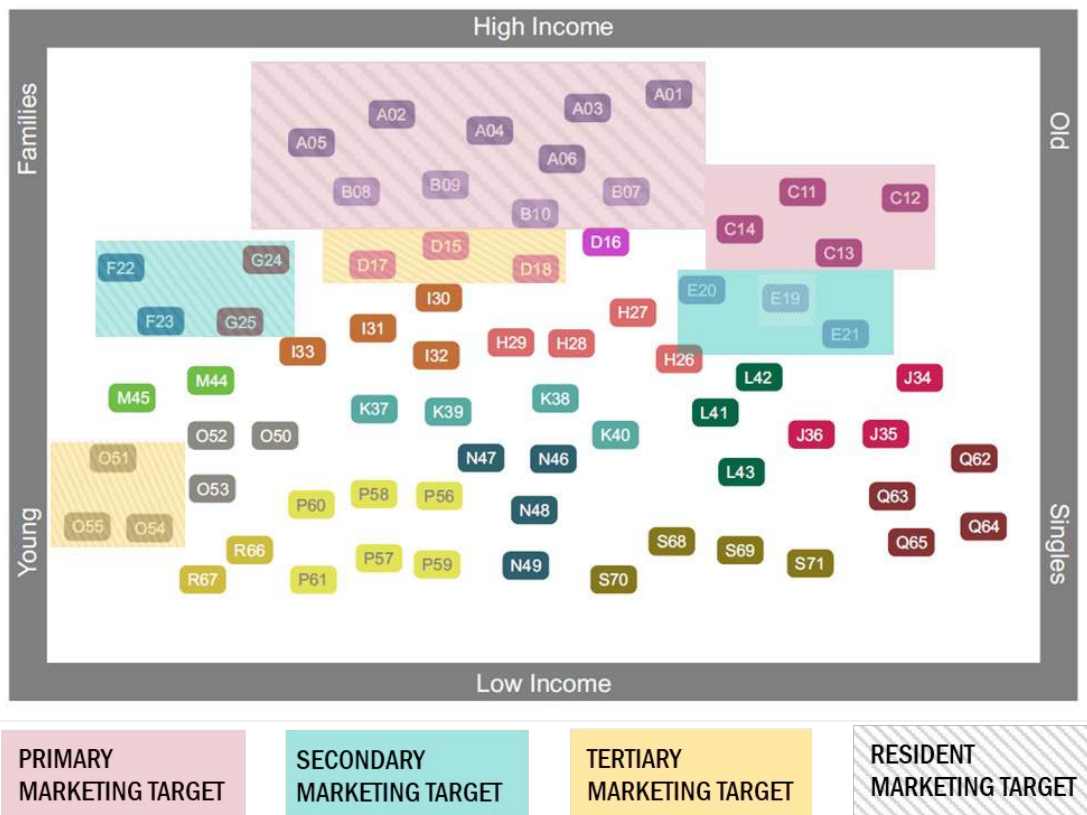 High Income
Families
Old
A01
A03
A02
A04
A05
A06
B09
B08
B07
C11
C12
B10
C14
D16
D15
C13
G24
F22
D17
D18
E20
I30
E19
H27
F23
G25
I31
E21
H29
H28
I33
I32
H26
M44
L42
J34
M45
K38
K37
K39
L41
O52
O50
K40
J36
J35
O51
N47
N46
Q62
L43
O53
P58
P56
Q63
P60
N48
O55
O54
Q64
S68
Q65
R66
S69
P57
P59
N49
S71
R67
P61
S70
Young
Singles
Low Income
PRIMARY
MARKETING TARGET
SECONDARY
MARKETING TARGET
TERTIARY
MARKETING TARGET
RESIDENT
MARKETING TARGET